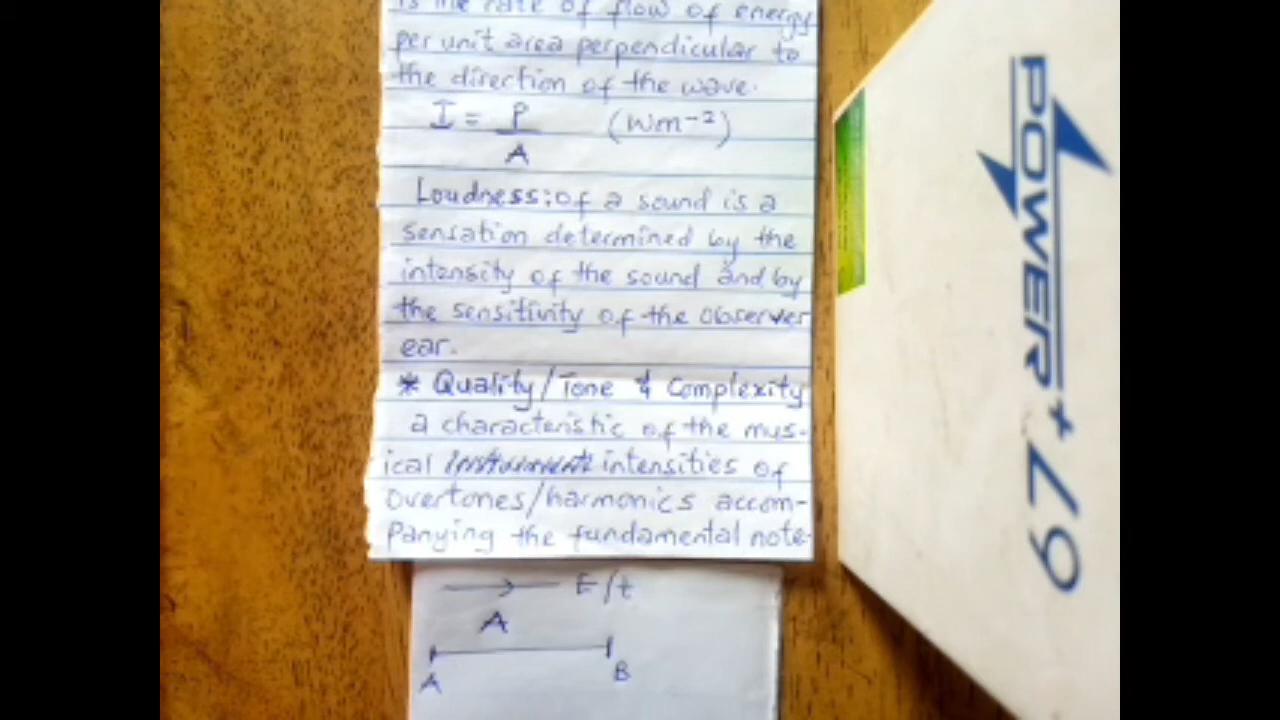 is the rate of flow of energy
per unit area perpendicular to
the direction of the wave.
I = P (Wm-2)
A
Loudness: of a sound is a
sensation determined by the
intensity of the sound and by
the sensitivity of the observer
ear.
* Quality/Tone & Complexity
a characteristic of the mus-
ical intensities of
overtones/harmonics accom-
Panying the fundamental note.
E/t
A
A B
POWER+ L9